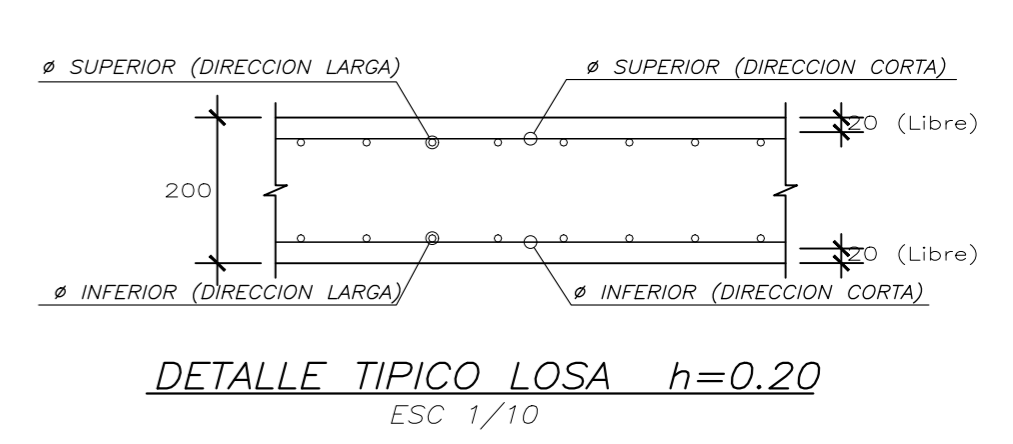 ø SUPERIOR (DIRECCION LARGA)
ø SUPERIOR (DIRECCION CORTA)
20 (Libre)
200
20 (Libre)
ø INFERIOR (DIRECCION LARGA)
ø INFERIOR (DIRECCION CORTA)
DETALLE TIPICO LOSA h=0.20
ESC 1/10